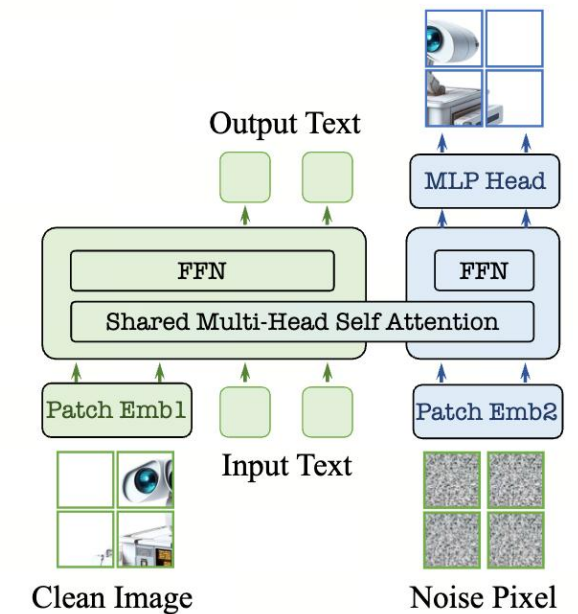 Output Text
MLP Head
FFN
FFN
Shared Multi-Head Self Attention
Patch Emb1
Patch Emb2
Input Text
Clean Image
Noise Pixel